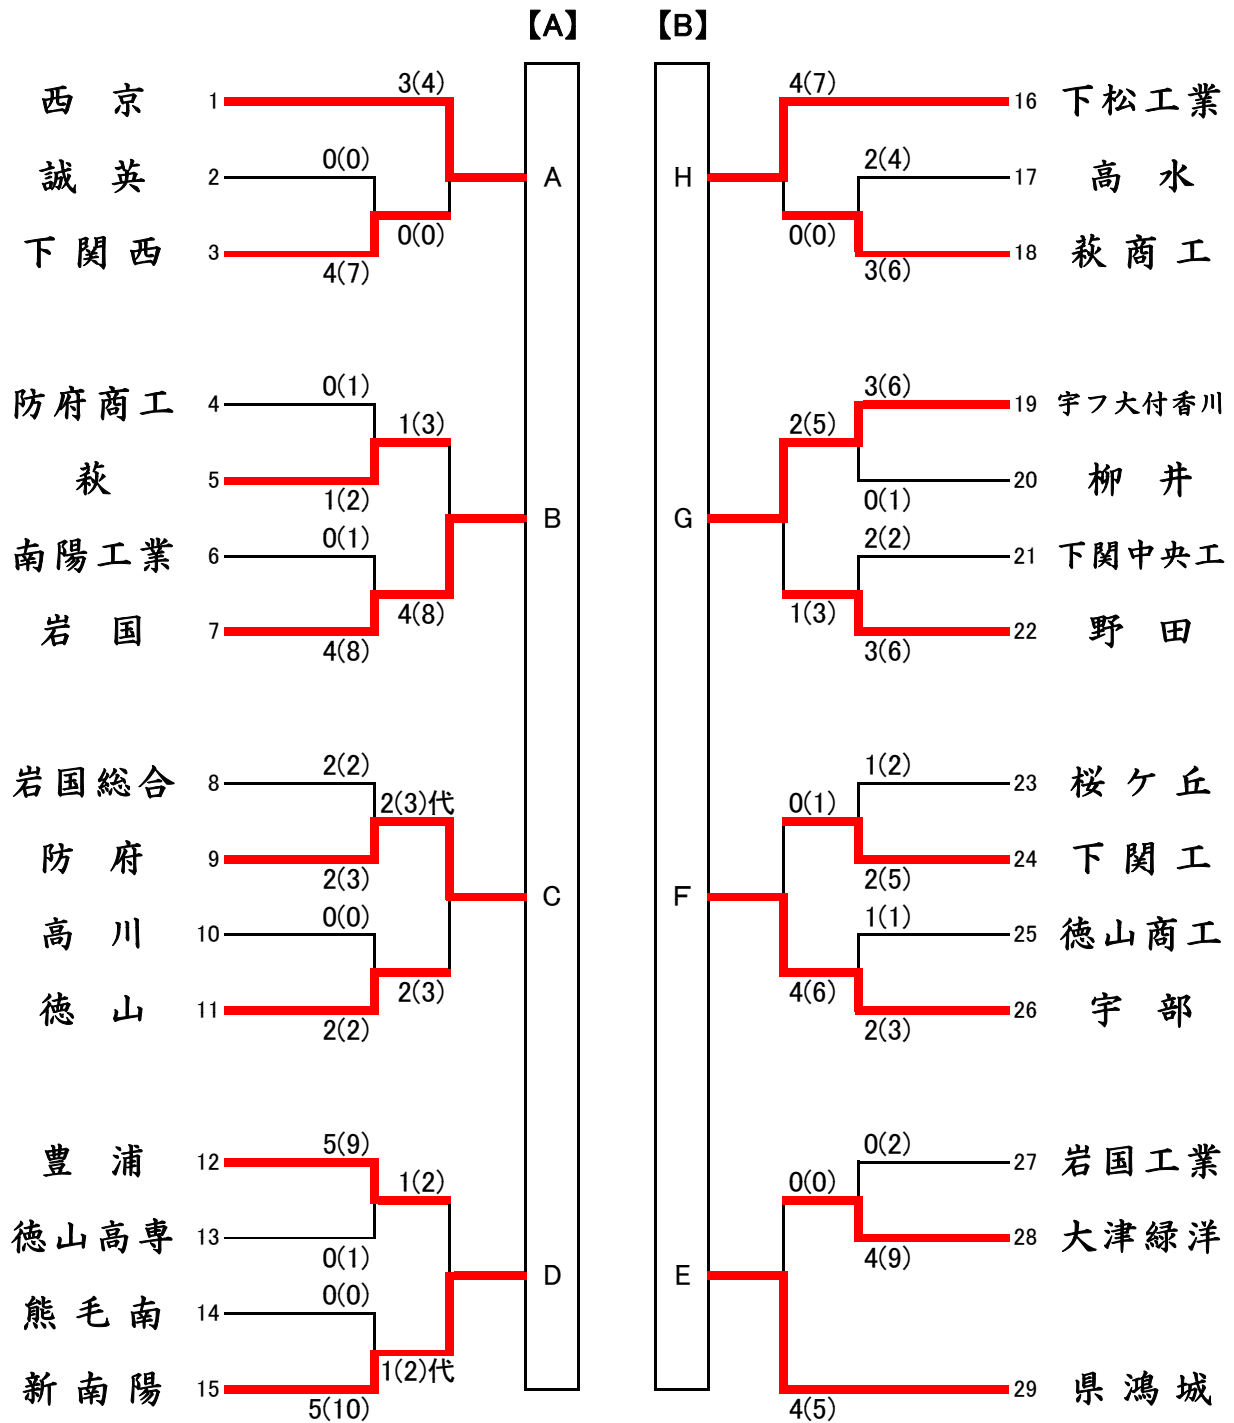 【A】
【B】
西京 1
3(4)
誠英 2
0(0)
A
下関西 3
4(7)
0(0)
防府商工 4
0(1)
1(3)
萩 5
1(2)
B
南陽工業 6
0(1)
岩国 7
4(8)
4(8)
岩国総合 8
2(2)
2(3)代
防府 9
2(3)
C
高川 10
0(0)
徳山 11
2(2)
2(3)
豊浦 12
5(9)
1(2)
徳山高専 13
0(1)
D
熊毛南 14
0(0)
新南陽 15
5(10)
1(2)代
4(7)
16 下松工業
H
2(4)
17 高水
0(0)
3(6)
18 萩商工
3(6)
19 宇フ大付香川
2(5)
0(1)
20 柳井
G
2(2)
21 下関中央工
1(3)
3(6)
22 野田
1(2)
23 桜ケ丘
0(1)
2(5)
24 下関工
F
1(1)
25 徳山商工
4(6)
2(3)
26 宇部
0(2)
27 岩国工業
0(0)
4(9)
28 大津緑洋
E
4(5)
29 県鴻城